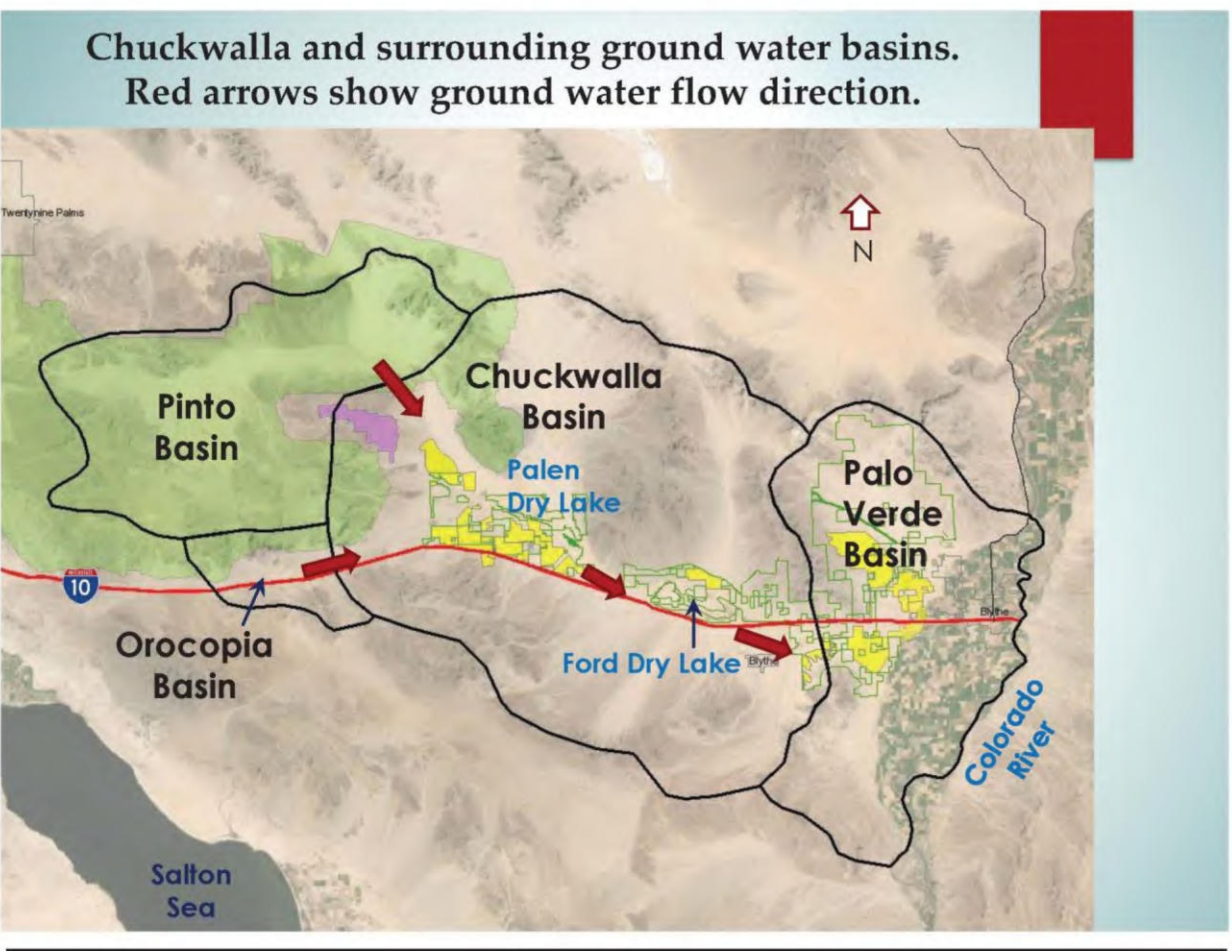 Chuckwalla and surrounding ground water basins.
Red arrows show ground water flow direction.
Twentynine Palms
N
Chuckwalla
Basin
Pinto
Basin
Palen
Dry Lake
Palo
Verde
Basin
10
Blythe
Orocopia
Basin
Ford Dry Lake
Blythe
Colorado
River
Salton
Sea